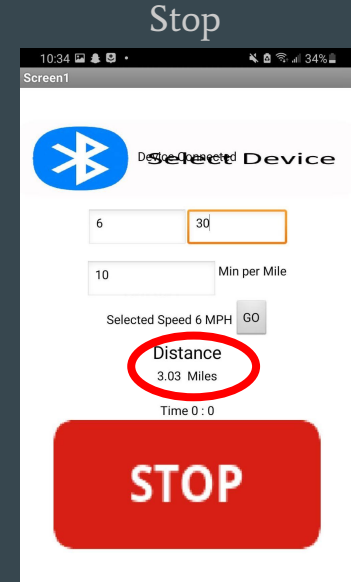 Stop
10:34 34%
Screen1
Device Connected
Select Device
6 30
10 Min per Mile
Selected Speed 6 MPH GO
Distance
3.03 Miles
Time 0 : 0
STOP